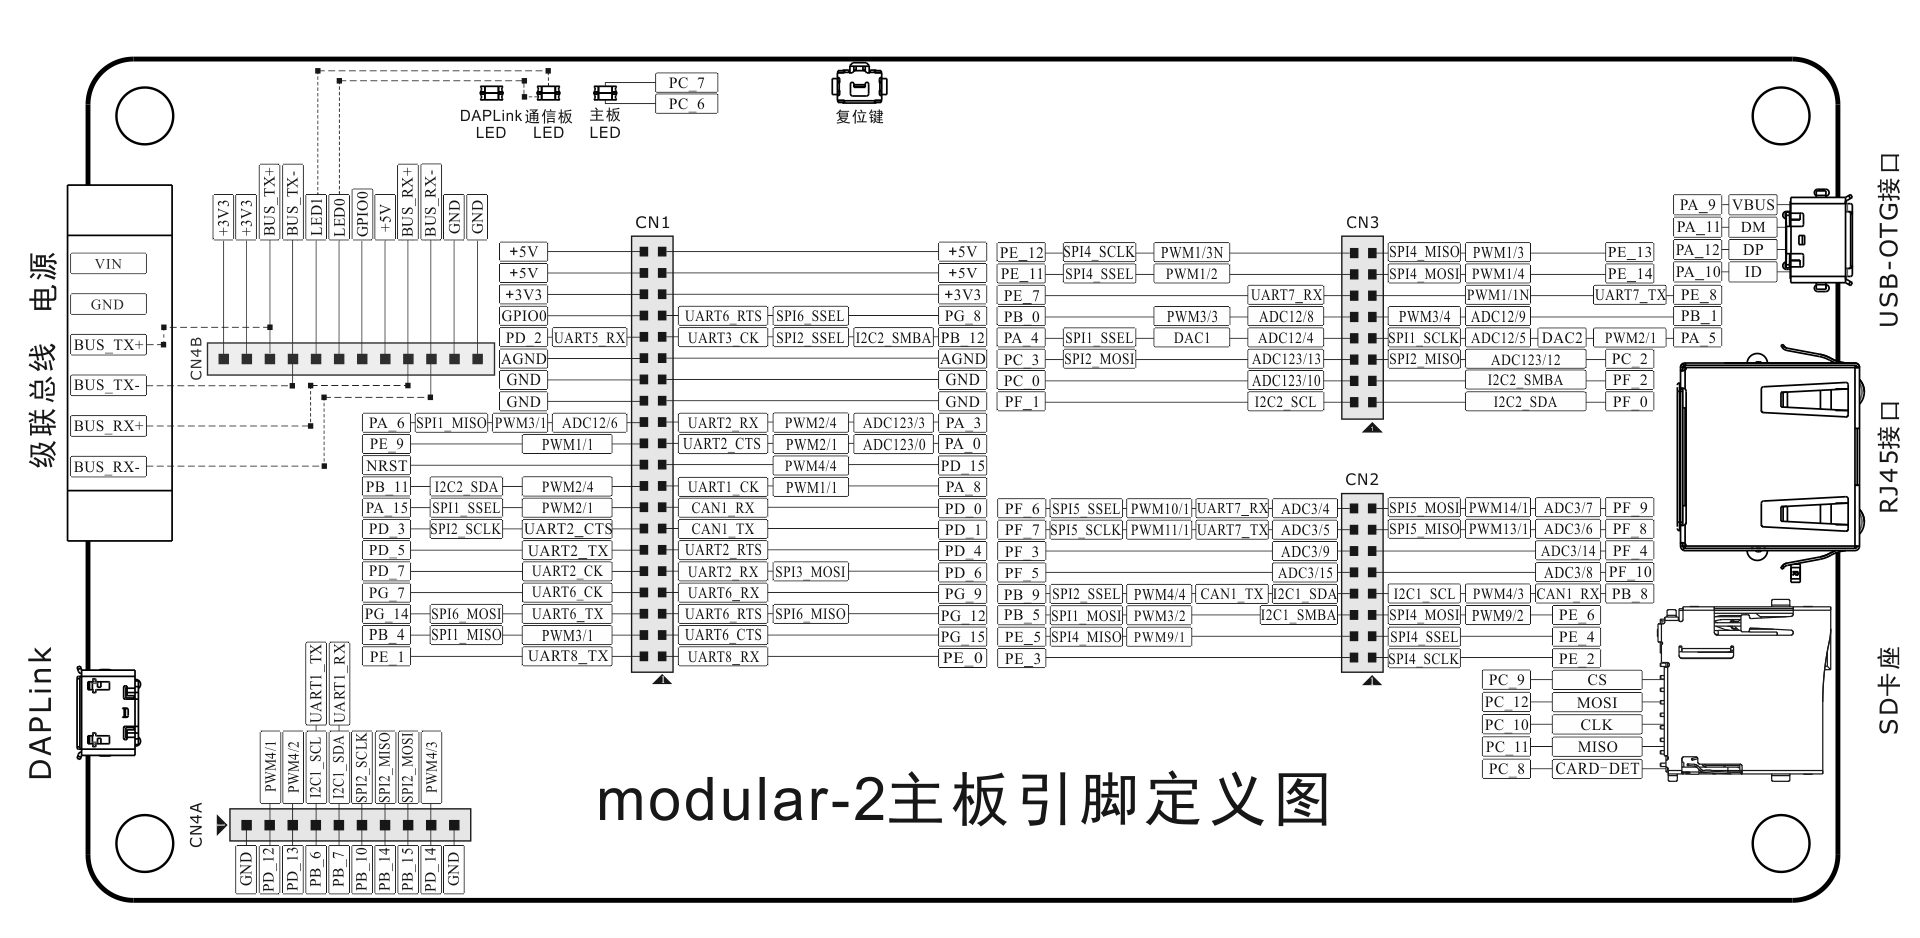 PC_7
PC_6
DAPLink LED
通信板 LED
主板 LED
复位键
+3V3
+3V3
BUS_TX+
BUS_TX-
LED1
LED0
GPIO0
+5V
BUS_RX+
BUS_RX-
GND
GND
CN4B
电源
级联总线
VIN
GND
BUS_TX+
BUS_TX-
BUS_RX+
BUS_RX-
CN1
+5V +5V
+5V +5V
+3V3 +3V3
GPIO0 UART6_RTS SPI6_SSEL PG_8
PD_2 UART5_RX UART3_CK SPI2_SSEL I2C2_SMBA PB_12
AGND AGND
GND GND
GND GND
PA_6 SPI1_MISO PWM3/1 ADC12/6 UART2_RX PWM2/4 ADC123/3 PA_3
PE_9 PWM1/1 UART2_CTS PWM2/1 ADC123/0 PA_0
NRST PWM4/4 PD_15
PB_11 I2C2_SDA PWM2/4 UART1_CK PWM1/1 PA_8
PA_15 SPI1_SSEL PWM2/1 CAN1_RX PD_0
PD_3 SPI2_SCLK UART2_CTS CAN1_TX PD_1
PD_5 UART2_TX UART2_RTS PD_4
PD_7 UART2_CK UART2_RX SPI3_MOSI PD_6
PG_7 UART6_CK UART6_RX PG_9
PG_14 SPI6_MOSI UART6_TX UART6_RTS SPI6_MISO PG_12
PB_4 SPI1_MISO PWM3/1 UART6_CTS PG_15
PE_1 UART8_TX UART8_RX PE_0
CN3
PE_12 SPI4_SCLK PWM1/3N SPI4_MISO PWM1/3 PE_13
PE_11 SPI4_SSEL PWM1/2 SPI4_MOSI PWM1/4 PE_14
PE_7 UART7_RX PWM1/1N UART7_TX PE_8
PB_0 PWM3/3 ADC12/8 PWM3/4 ADC12/9 PB_1
PA_4 SPI1_SSEL DAC1 ADC12/4 SPI1_SCLK ADC12/5 DAC2 PWM2/1 PA_5
PC_3 SPI2_MOSI ADC123/13 SPI2_MISO ADC123/12 PC_2
PC_0 ADC123/10 I2C2_SMBA PF_2
PF_1 I2C2_SCL I2C2_SDA PF_0
CN2
PF_6 SPI5_SSEL PWM10/1 UART7_RX ADC3/4 SPI5_MOSI PWM14/1 ADC3/7 PF_9
PF_7 SPI5_SCLK PWM11/1 UART7_TX ADC3/5 SPI5_MISO PWM13/1 ADC3/6 PF_8
PF_3 ADC3/9 ADC3/14 PF_4
PF_5 ADC3/15 ADC3/8 PF_10
PB_9 SPI2_SSEL PWM4/4 CAN1_TX I2C1_SDA I2C1_SCL PWM4/3 CAN1_RX PB_8
PB_5 SPI1_MOSI PWM3/2 I2C1_SMBA SPI4_MOSI PWM9/2 PE_6
PE_5 SPI4_MISO PWM9/1 SPI4_SSEL PE_4
PE_3 SPI4_SCLK PE_2
PA_9 VBUS
PA_11 DM
PA_12 DP
PA_10 ID
USB-OTG接口
RJ45接口
PC_9 CS
PC_12 MOSI
PC_10 CLK
PC_11 MISO
PC_8 CARD-DET
SD卡座
DAPLink
UART1_TX
UART1_RX
PWM4/1
PWM4/2
I2C1_SCL
I2C1_SDA
SPI2_SCLK
SPI2_MISO
SPI2_MOSI
PWM4/3
CN4A
GND
PD_12
PD_13
PB_6
PB_7
PB_10
PB_14
PB_15
PD_14
GND
modular-2主板引脚定义图